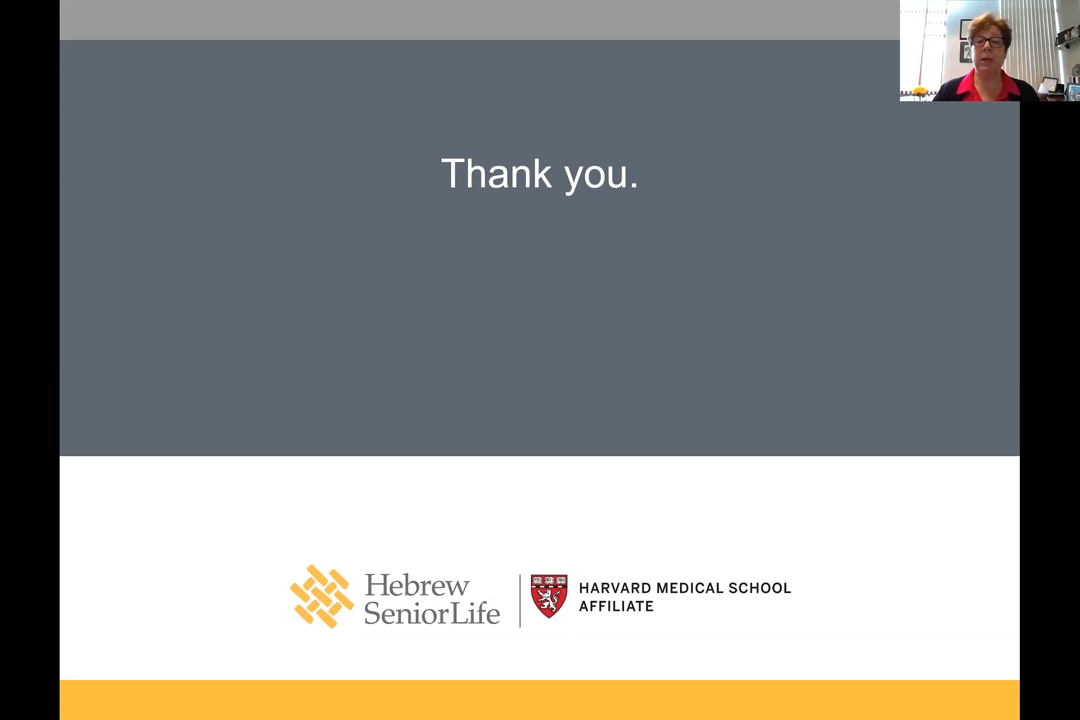 Thank you.
Hebrew
SeniorLife
HARVARD MEDICAL SCHOOL
AFFILIATE